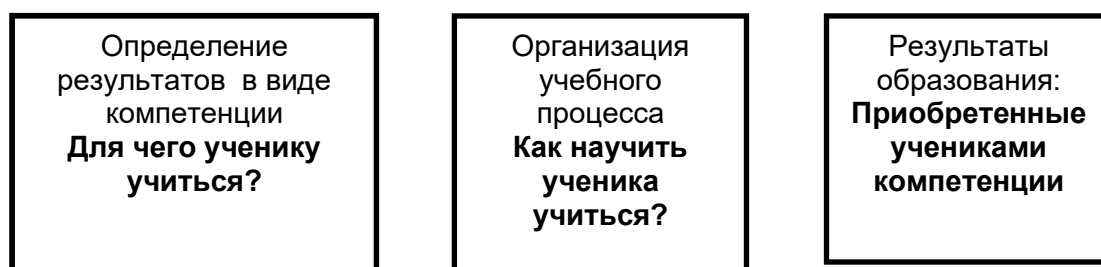 Определение
результатов в виде
компетенции
Для чего ученику
учиться?
Организация
учебного
процесса
Как научить
ученика
учиться?
Результаты
образования:
Приобретенные
учениками
компетенции